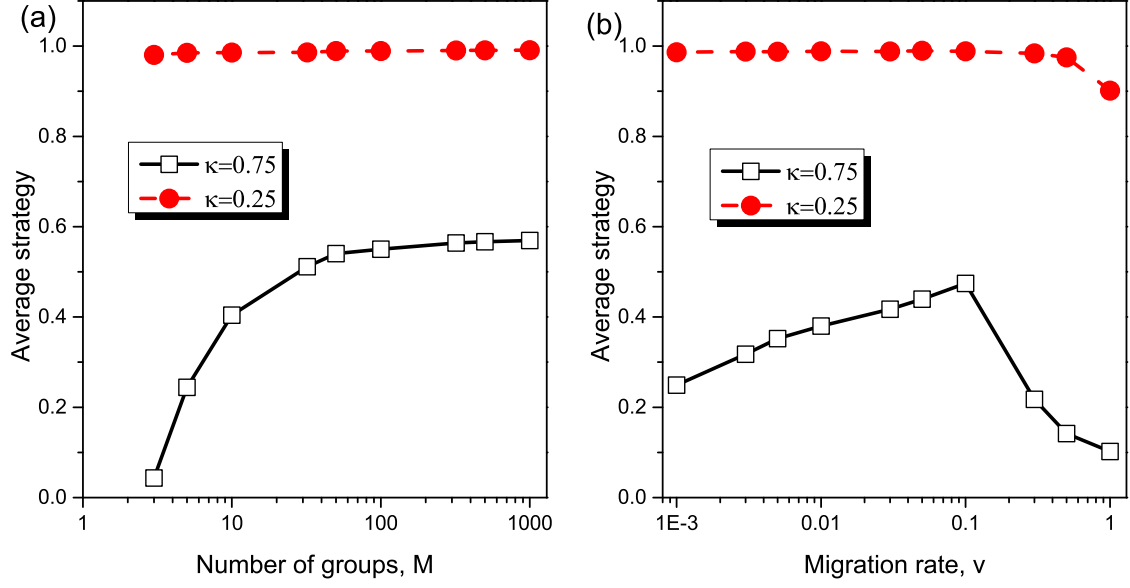 (a)
1.0
0.8
0.6
0.4
0.2
0.0
Average strategy
κ=0.75
κ=0.25
1
10
100
1000
Number of groups, M
(b)
1.0
0.8
0.6
0.4
0.2
0.0
Average strategy
κ=0.75
κ=0.25
1E-3
0.01
0.1
1
Migration rate, v